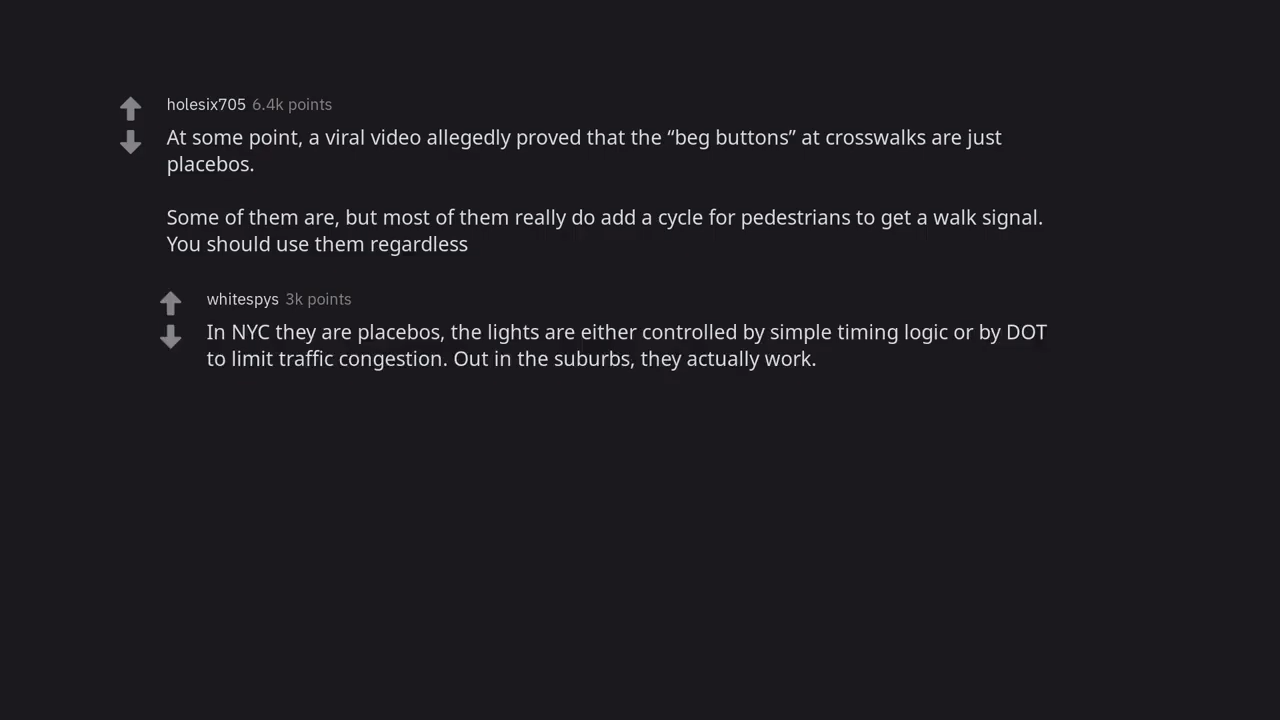 holesix705 6.4k points
At some point, a viral video allegedly proved that the “beg buttons” at crosswalks are just
placebos.
Some of them are, but most of them really do add a cycle for pedestrians to get a walk signal.
You should use them regardless
whitespys 3k points
In NYC they are placebos, the lights are either controlled by simple timing logic or by DOT
to limit traffic congestion. Out in the suburbs, they actually work.